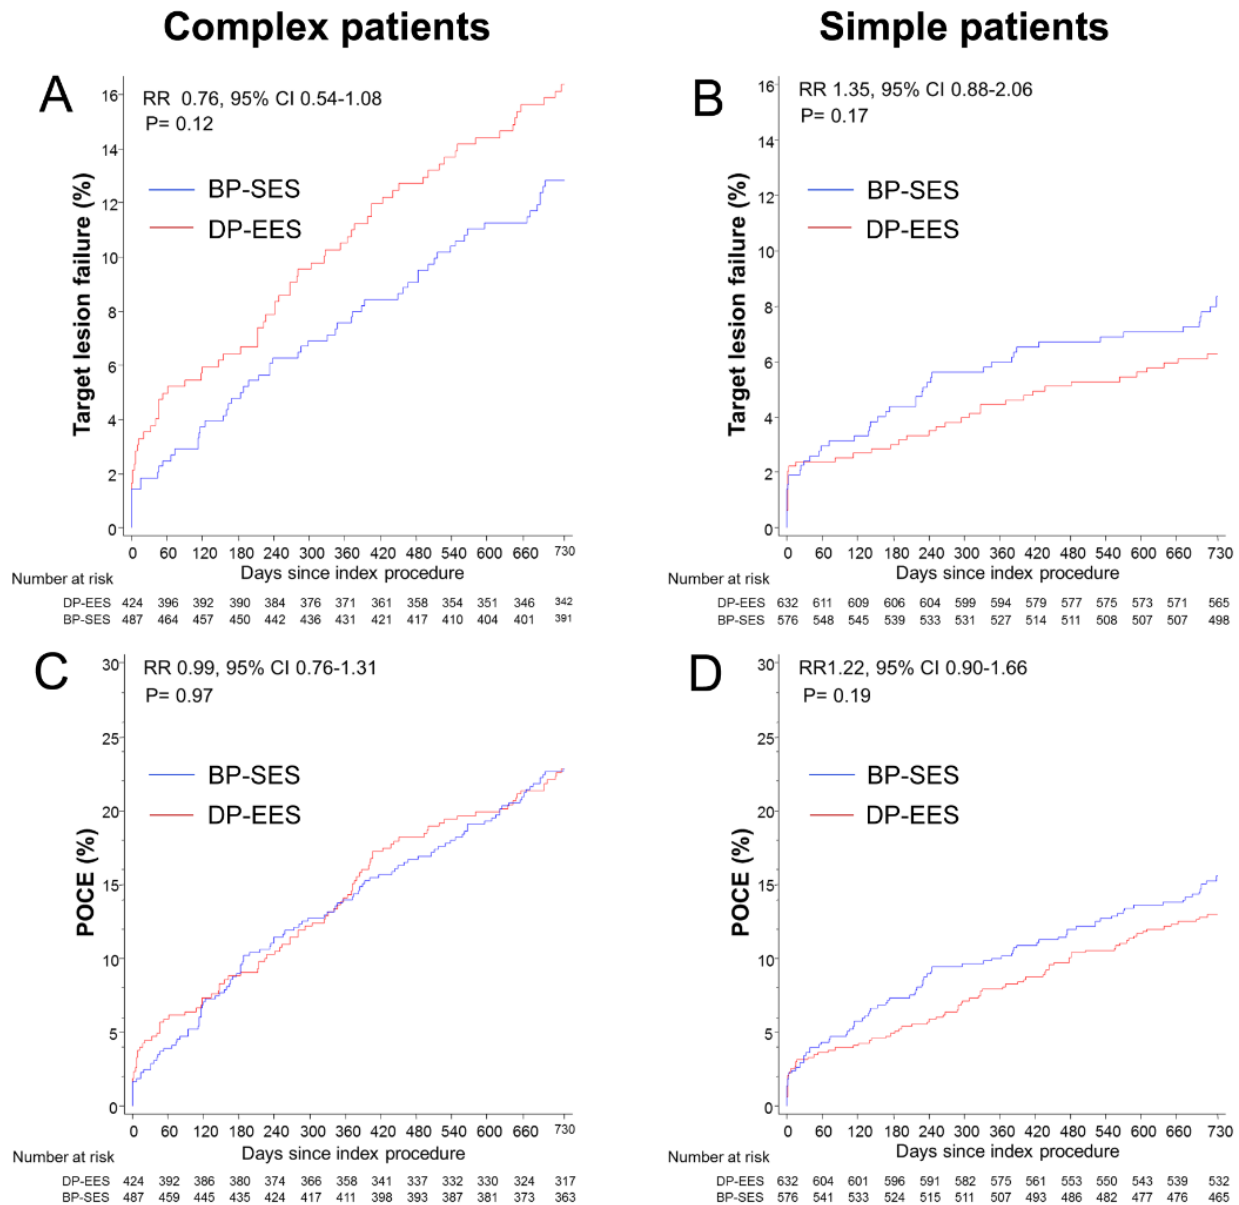 Complex patients
Simple patients
A
RR 0.76, 95% CI 0.54-1.08
P= 0.12
BP-SES
DP-EES
Target lesion failure (%)
16
14
12
10
8
6
4
2
0
0 60 120 180 240 300 360 420 480 540 600 660 730
Days since index procedure
Number at risk
DP-EES 424 396 392 390 384 376 371 361 358 354 351 346 342
BP-SES 487 464 457 450 442 436 431 421 417 410 404 401 391
B
RR 1.35, 95% CI 0.88-2.06
P= 0.17
BP-SES
DP-EES
Target lesion failure (%)
16
14
12
10
8
6
4
2
0
0 60 120 180 240 300 360 420 480 540 600 660 730
Days since index procedure
Number at risk
DP-EES 632 611 609 606 604 599 594 579 577 575 573 571 565
BP-SES 576 548 545 539 533 531 527 514 511 508 507 507 498
C
RR 0.99, 95% CI 0.76-1.31
P= 0.97
BP-SES
DP-EES
POCE (%)
30
25
20
15
10
5
0
0 60 120 180 240 300 360 420 480 540 600 660 730
Days since index procedure
Number at risk
DP-EES 424 392 386 380 374 366 358 341 337 332 330 324 317
BP-SES 487 459 445 435 424 417 411 398 393 387 381 373 363
D
RR1.22, 95% CI 0.90-1.66
P= 0.19
BP-SES
DP-EES
POCE (%)
30
25
20
15
10
5
0
0 60 120 180 240 300 360 420 480 540 600 660 730
Days since index procedure
Number at risk
DP-EES 632 604 601 596 591 582 575 561 553 550 543 539 532
BP-SES 576 541 533 524 515 511 507 493 486 482 477 476 465